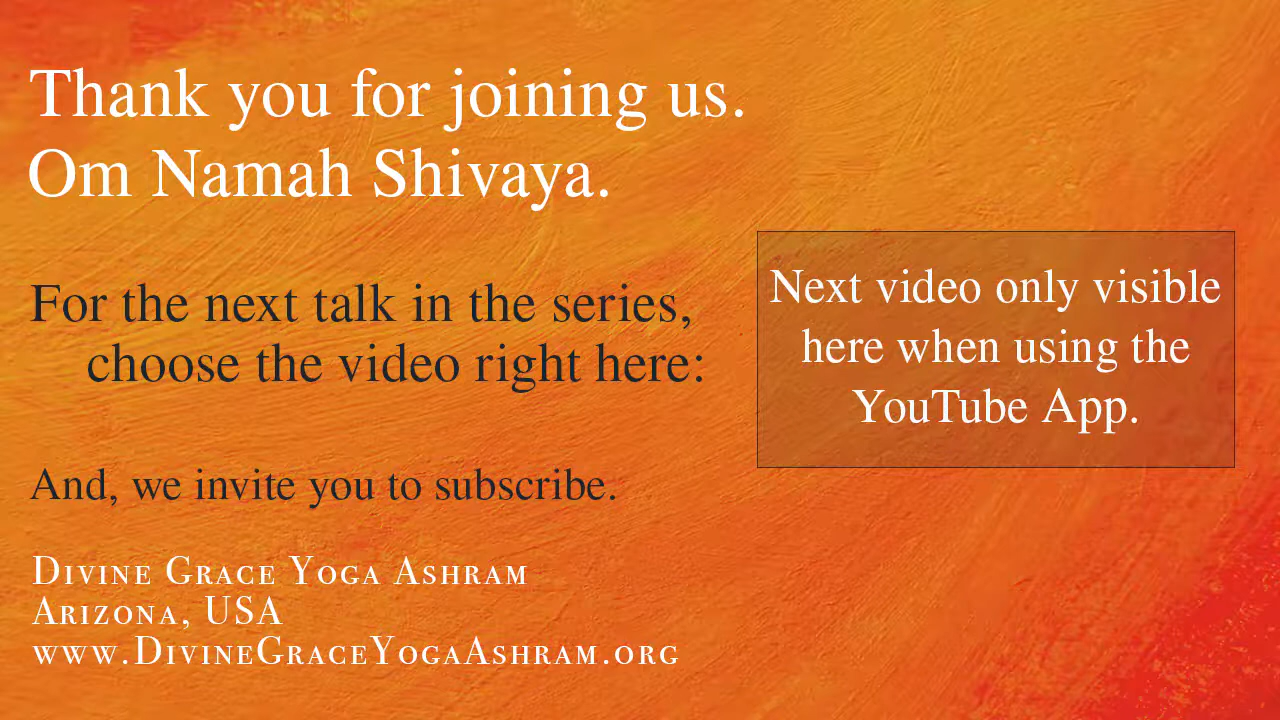 Thank you for joining us.
Om Namah Shivaya.
For the next talk in the series,
choose the video right here:
Next video only visible
here when using the
YouTube App.
And, we invite you to subscribe.
Divine Grace Yoga Ashram
Arizona, USA
www.DivineGraceYogaAshram.org